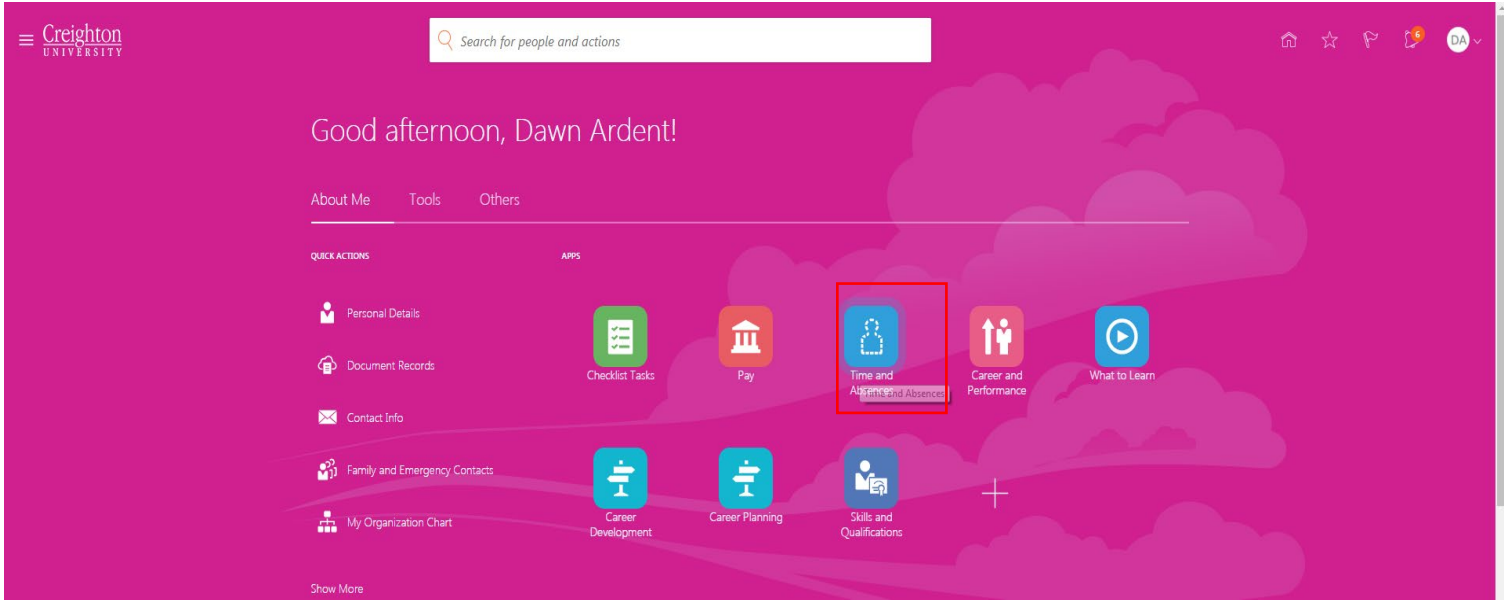 Creighton
UNIVERSITY
Search for people and actions
6
DA
Good afternoon, Dawn Ardent!
About Me
Tools
Others
QUICK ACTIONS
APPS
Personal Details
Document Records
Contact Info
Family and Emergency Contacts
My Organization Chart
Show More
Checklist Tasks
Pay
Time and
Absences
Time and Absences
Career and
Performance
What to Learn
Career
Development
Career Planning
Skills and
Qualifications